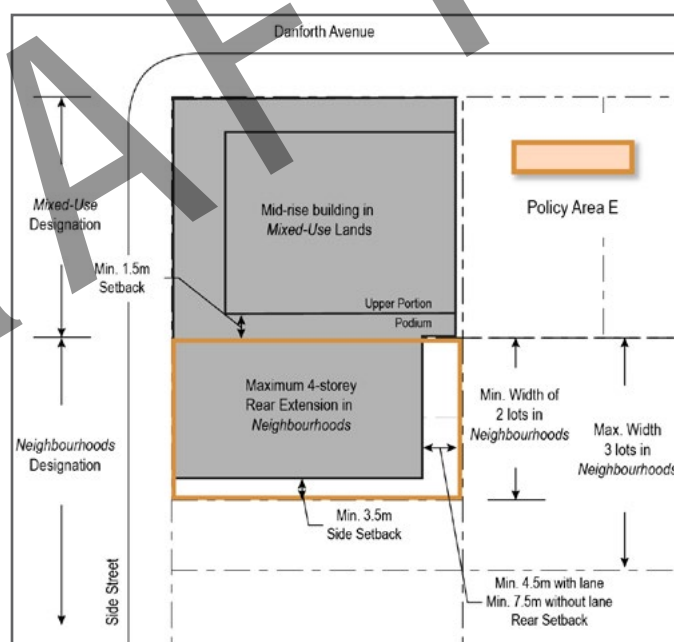 Danforth Avenue
Mixed-Use
Designation
Mid-rise building in
Mixed-Use Lands
Policy Area E
Min. 1.5m
Setback
Upper Portion
Podium
Maximum 4-storey
Rear Extension in
Neighbourhoods
Min. Width of
2 lots in
Neighbourhoods
Max. Width
3 lots in
Neighbourhoods
Neighbourhoods
Designation
Min. 3.5m
Side Setback
Side Street
Min. 4.5m with lane
Min. 7.5m without lane
Rear Setback